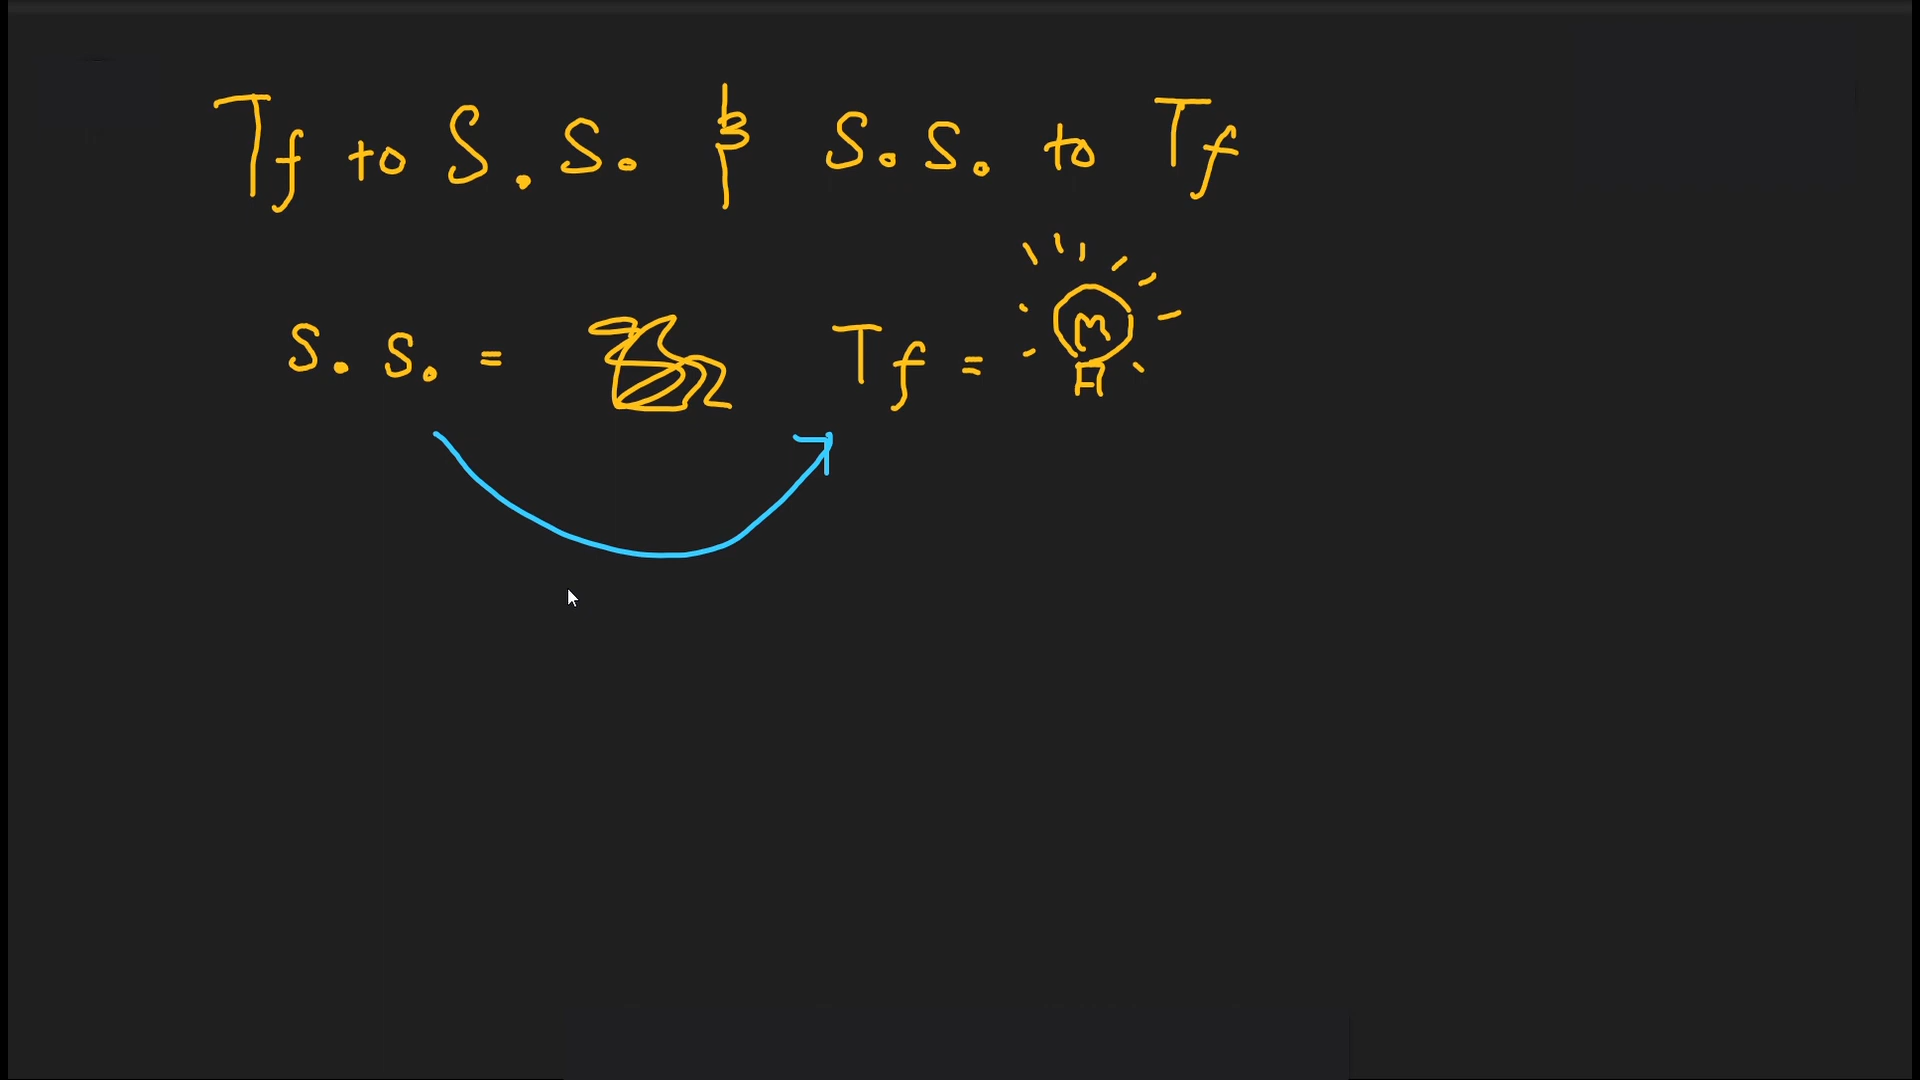 Tf to S.S. & S.S. to Tf
S.S. = Tf =